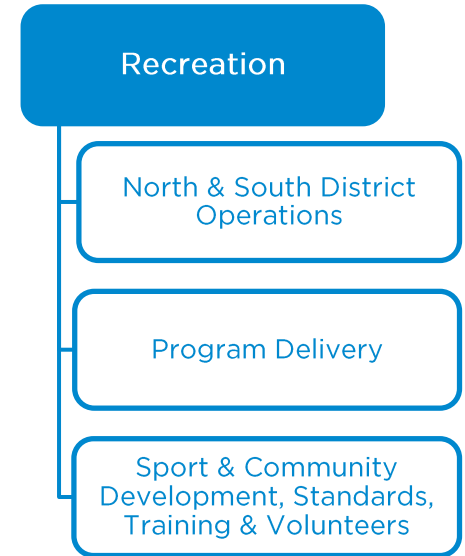 Recreation
North & South District
Operations
Program Delivery
Sport & Community
Development, Standards,
Training & Volunteers